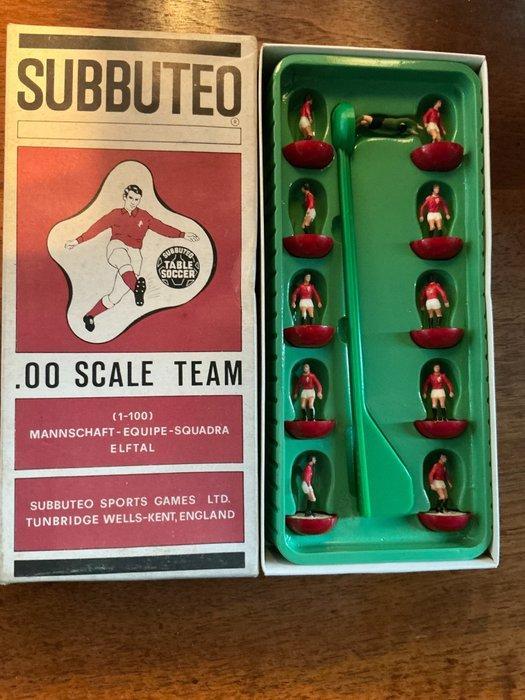 SUBBUTEO®
SUBBUTEO
TABLE
SOCCER
.00 SCALE TEAM
(1-100)
MANNSCHAFT-EQUIPE-SQUADRA
ELFTAL
SUBBUTEO SPORTS GAMES LTD.
TUNBRIDGE WELLS-KENT, ENGLAND